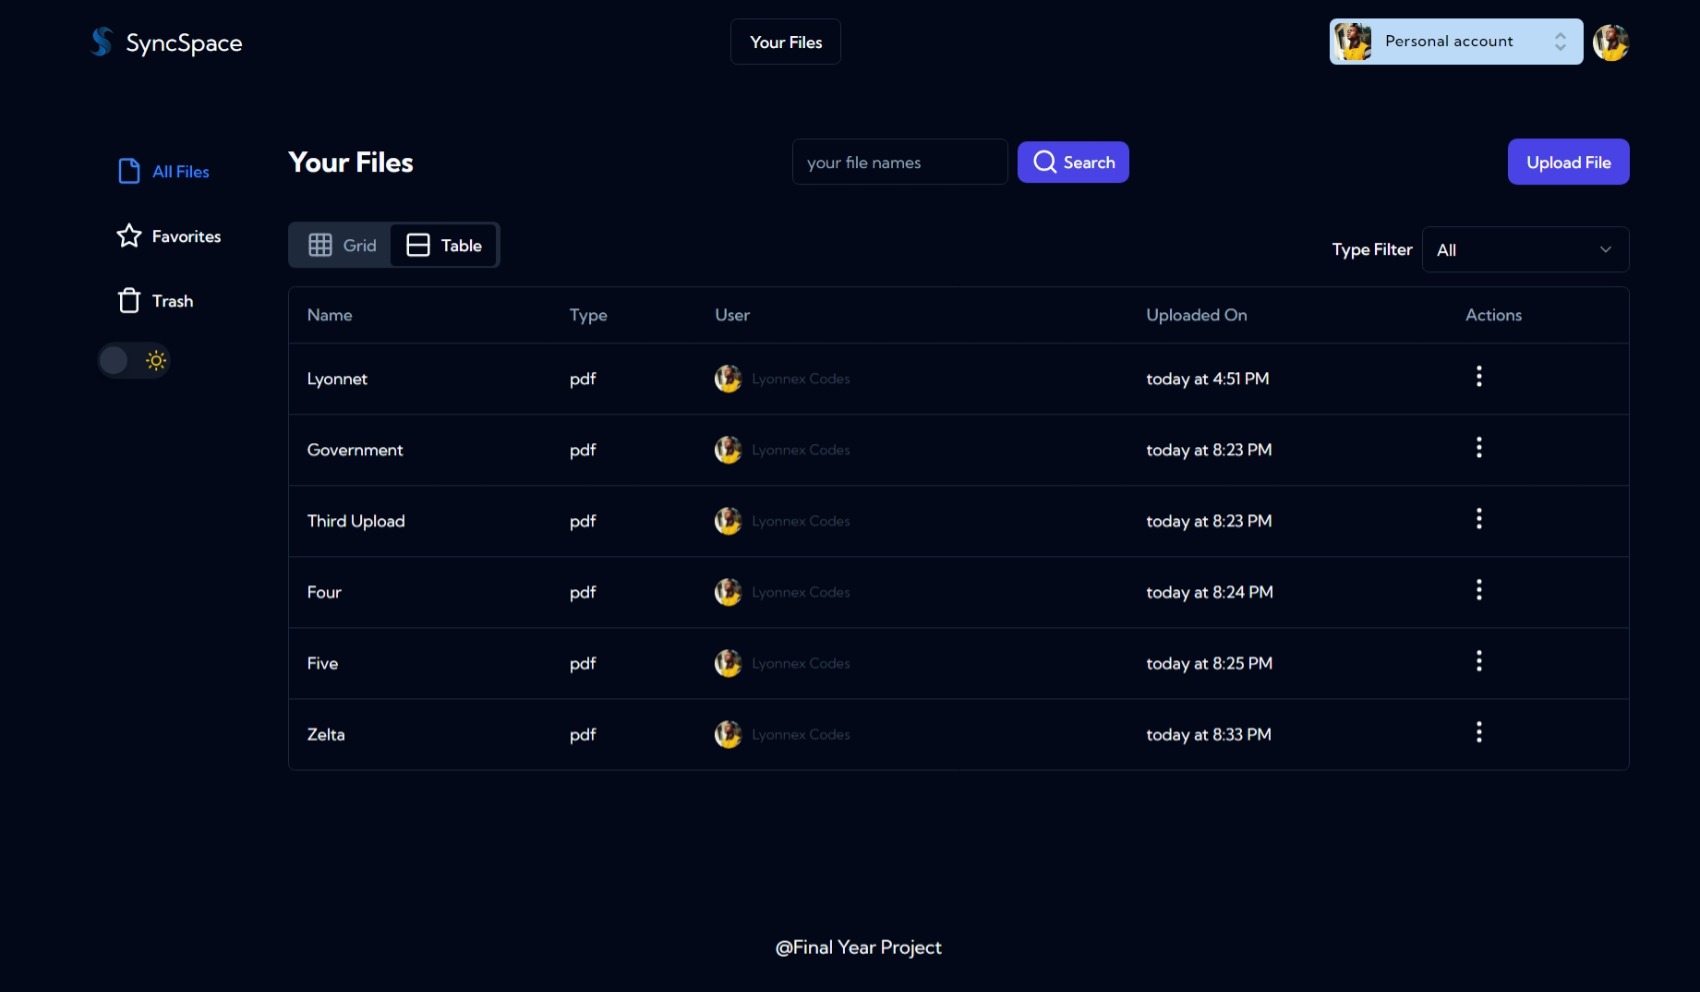 SyncSpace
Your Files
Personal account
All Files
Favorites
Trash
Your Files
your file names
Search
Upload File
Grid
Table
Type Filter
All
Name Type User Uploaded On Actions
Lyonnet pdf Lyonnex Codes today at 4:51 PM
Government pdf Lyonnex Codes today at 8:23 PM
Third Upload pdf Lyonnex Codes today at 8:23 PM
Four pdf Lyonnex Codes today at 8:24 PM
Five pdf Lyonnex Codes today at 8:25 PM
Zelta pdf Lyonnex Codes today at 8:33 PM
@Final Year Project